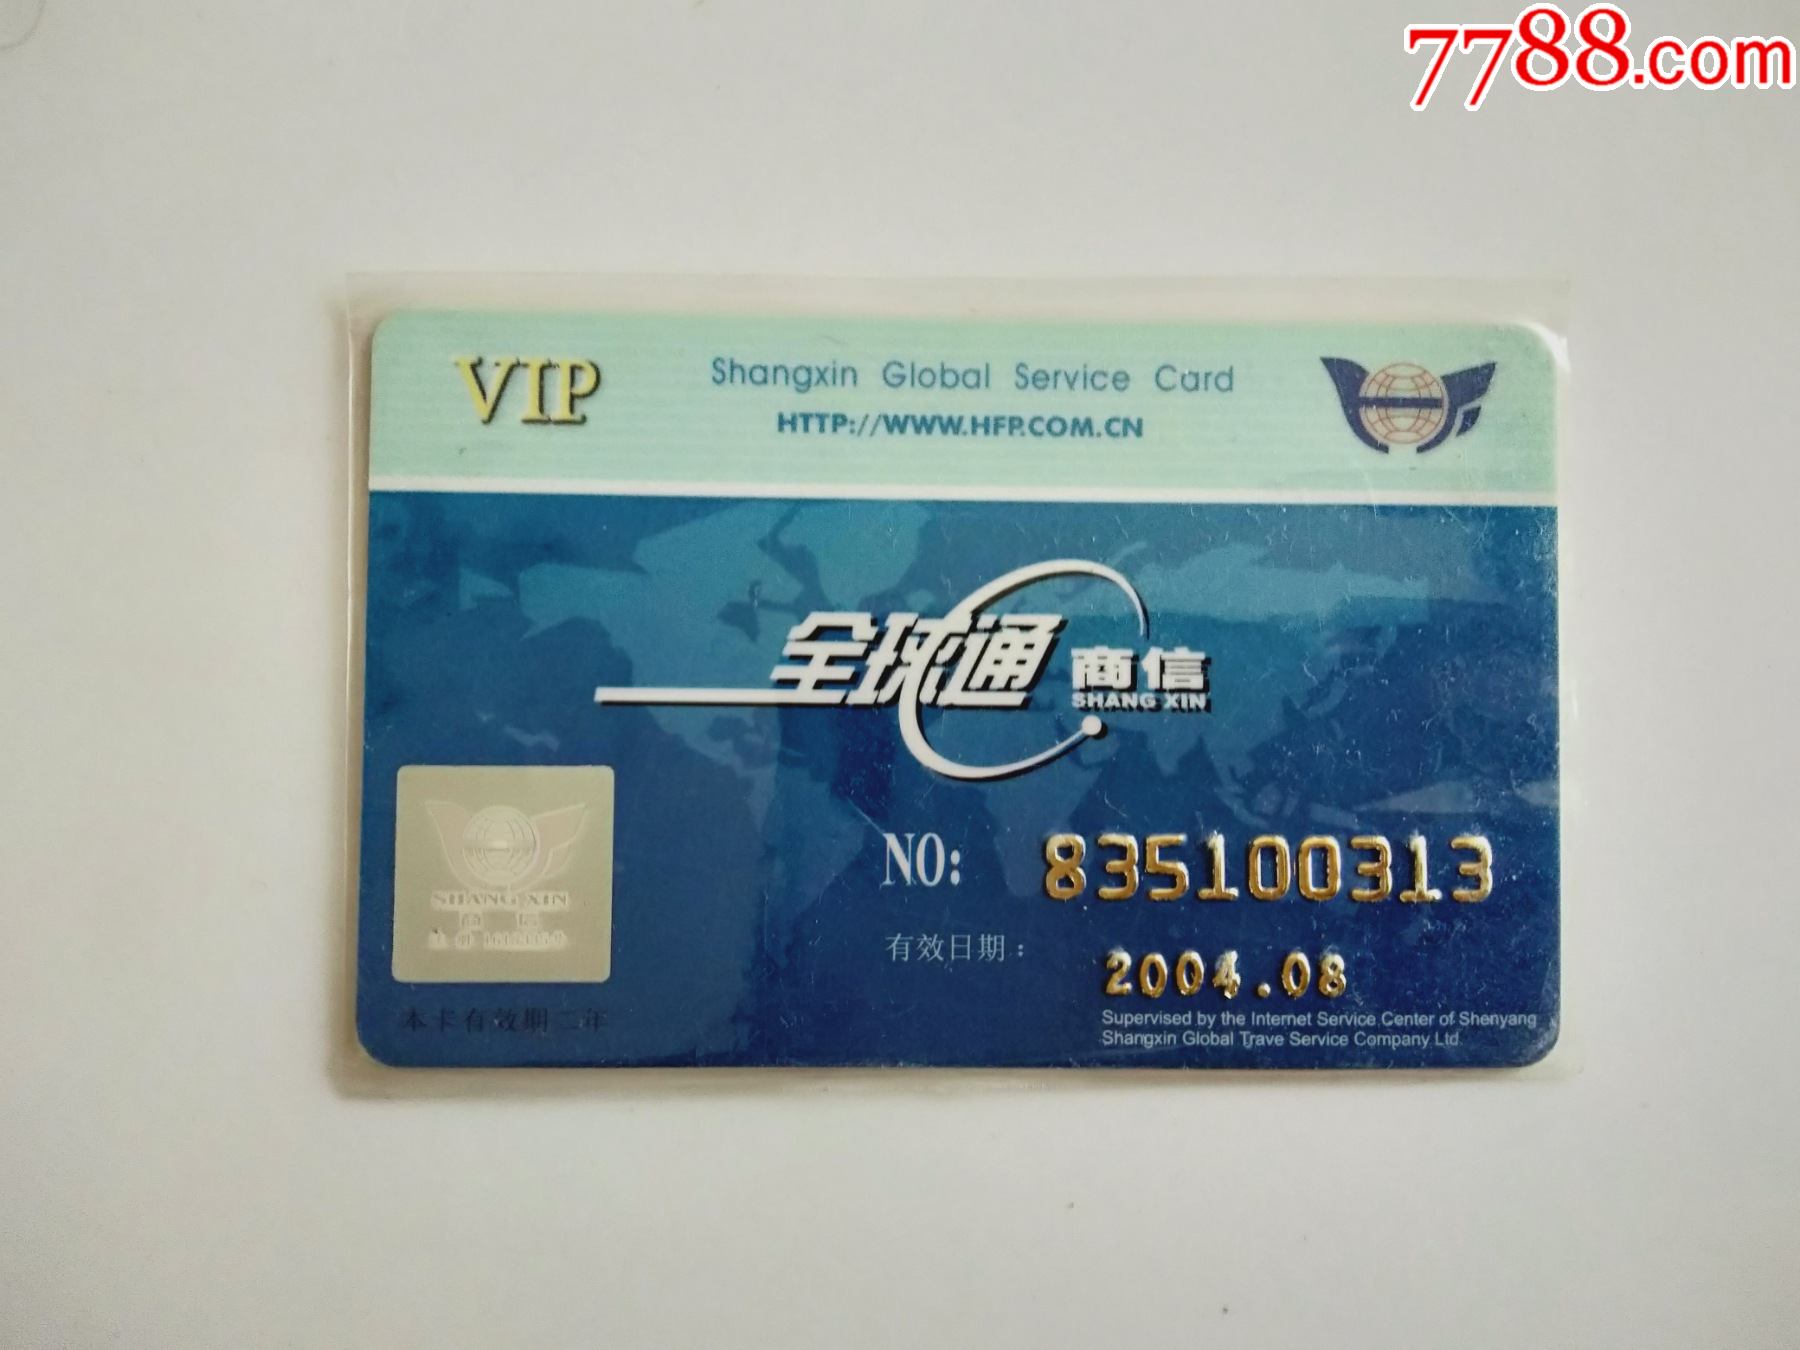 7788.com
VIP
Shangxin Global Service Card
HTTP://WWW.HFP.COM.CN
全球通 商信
SHANG XIN
NO: 835100313
有效日期: 2004.08
SHANG XIN
商 信
本卡有效期二年
Supervised by the Internet Service Center of Shenyang
Shangxin Global Trave Service Company Ltd.